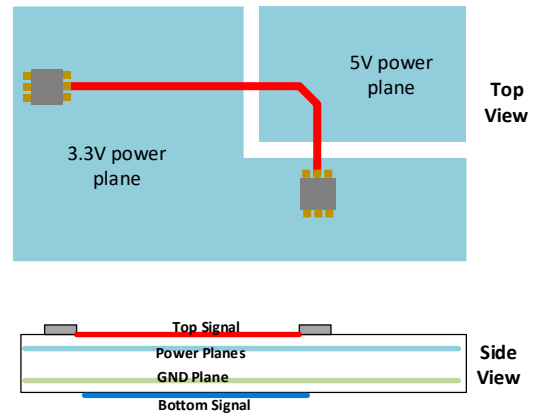 5V power
plane
Top
View
3.3V power
plane
Top Signal
Power Planes
GND Plane
Bottom Signal
Side
View